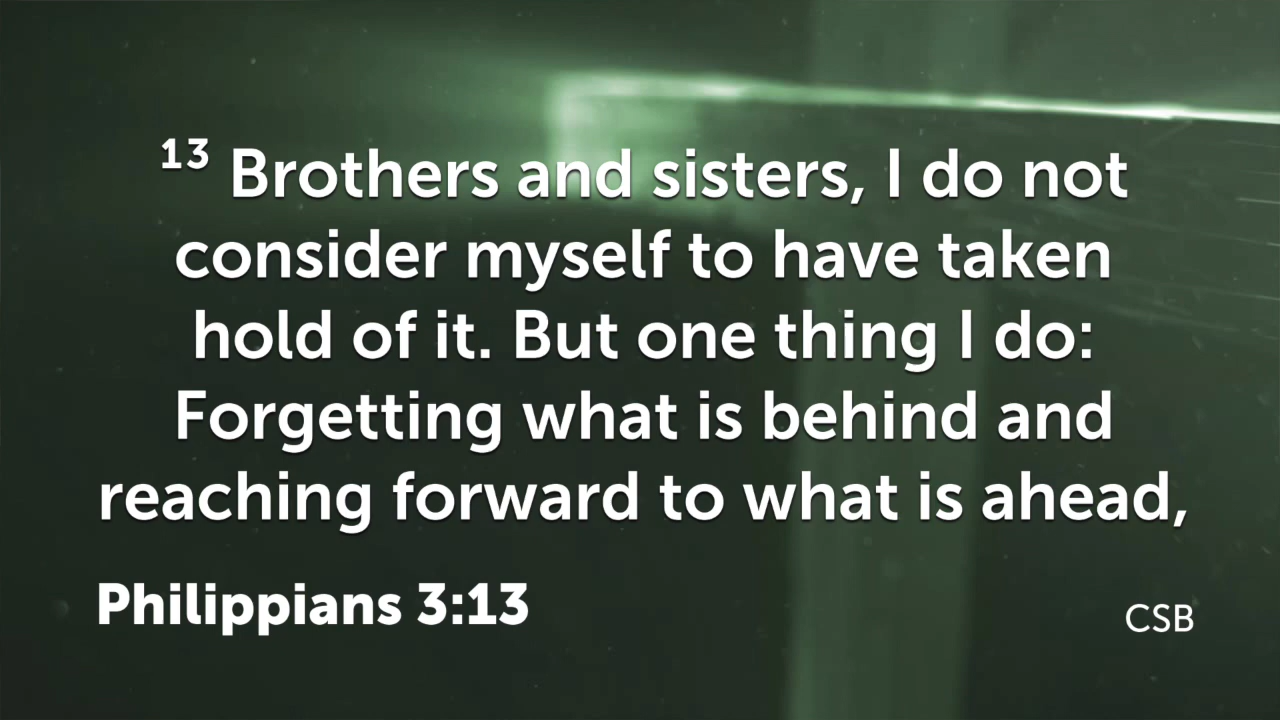 13 Brothers and sisters, I do not
consider myself to have taken
hold of it. But one thing I do:
Forgetting what is behind and
reaching forward to what is ahead,
Philippians 3:13
CSB